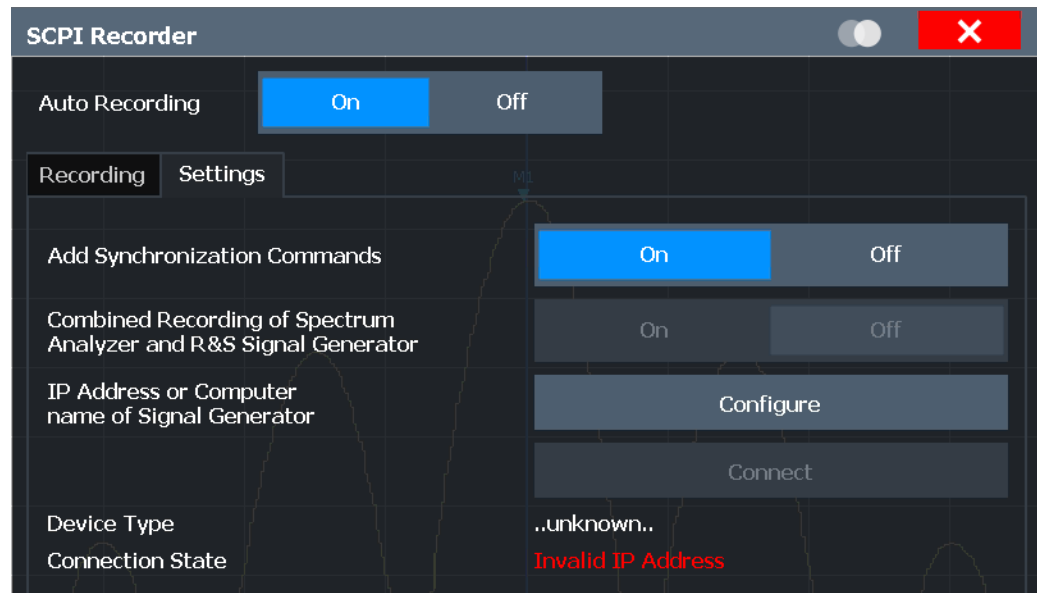 SCPI Recorder
Auto Recording On Off
Recording Settings
M1
Add Synchronization Commands On Off
Combined Recording of Spectrum
Analyzer and R&S Signal Generator
On Off
IP Address or Computer
name of Signal Generator
Configure
Connect
Device Type ..unknown..
Connection State Invalid IP Address